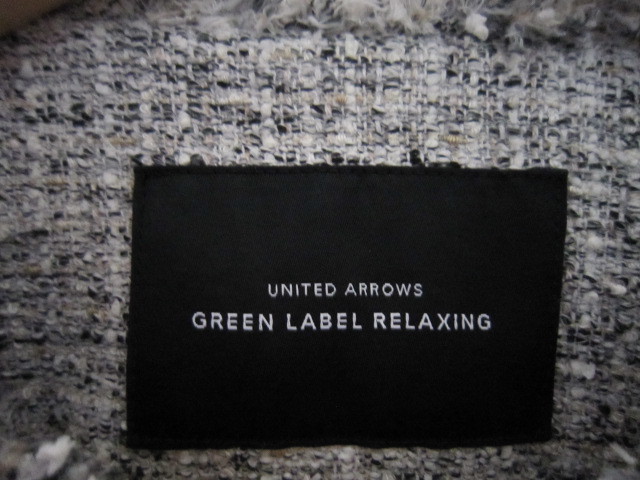 UNITED ARROWS
GREEN LABEL RELAXING